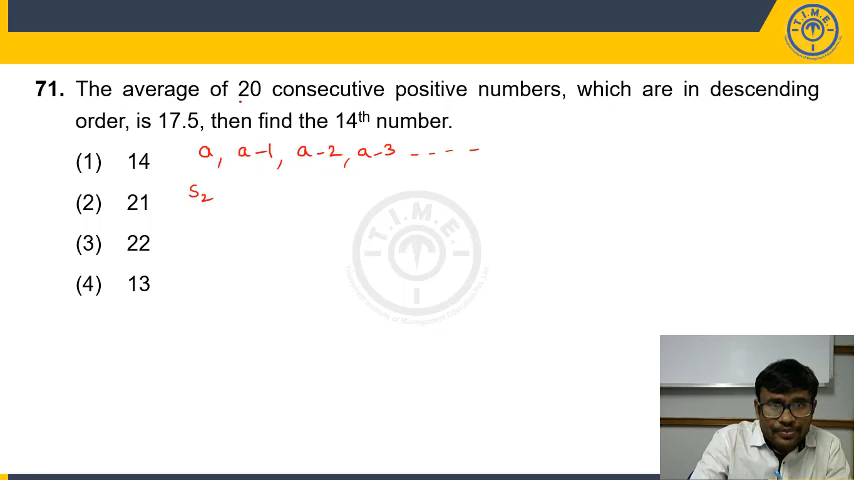 T.I.M.E.
71. The average of 20 consecutive positive numbers, which are in descending
order, is 17.5, then find the 14th number.
a, a-1, a-2, a-3 ----
(1) 14
S2
(2) 21
(3) 22
(4) 13
T.I.M.E.